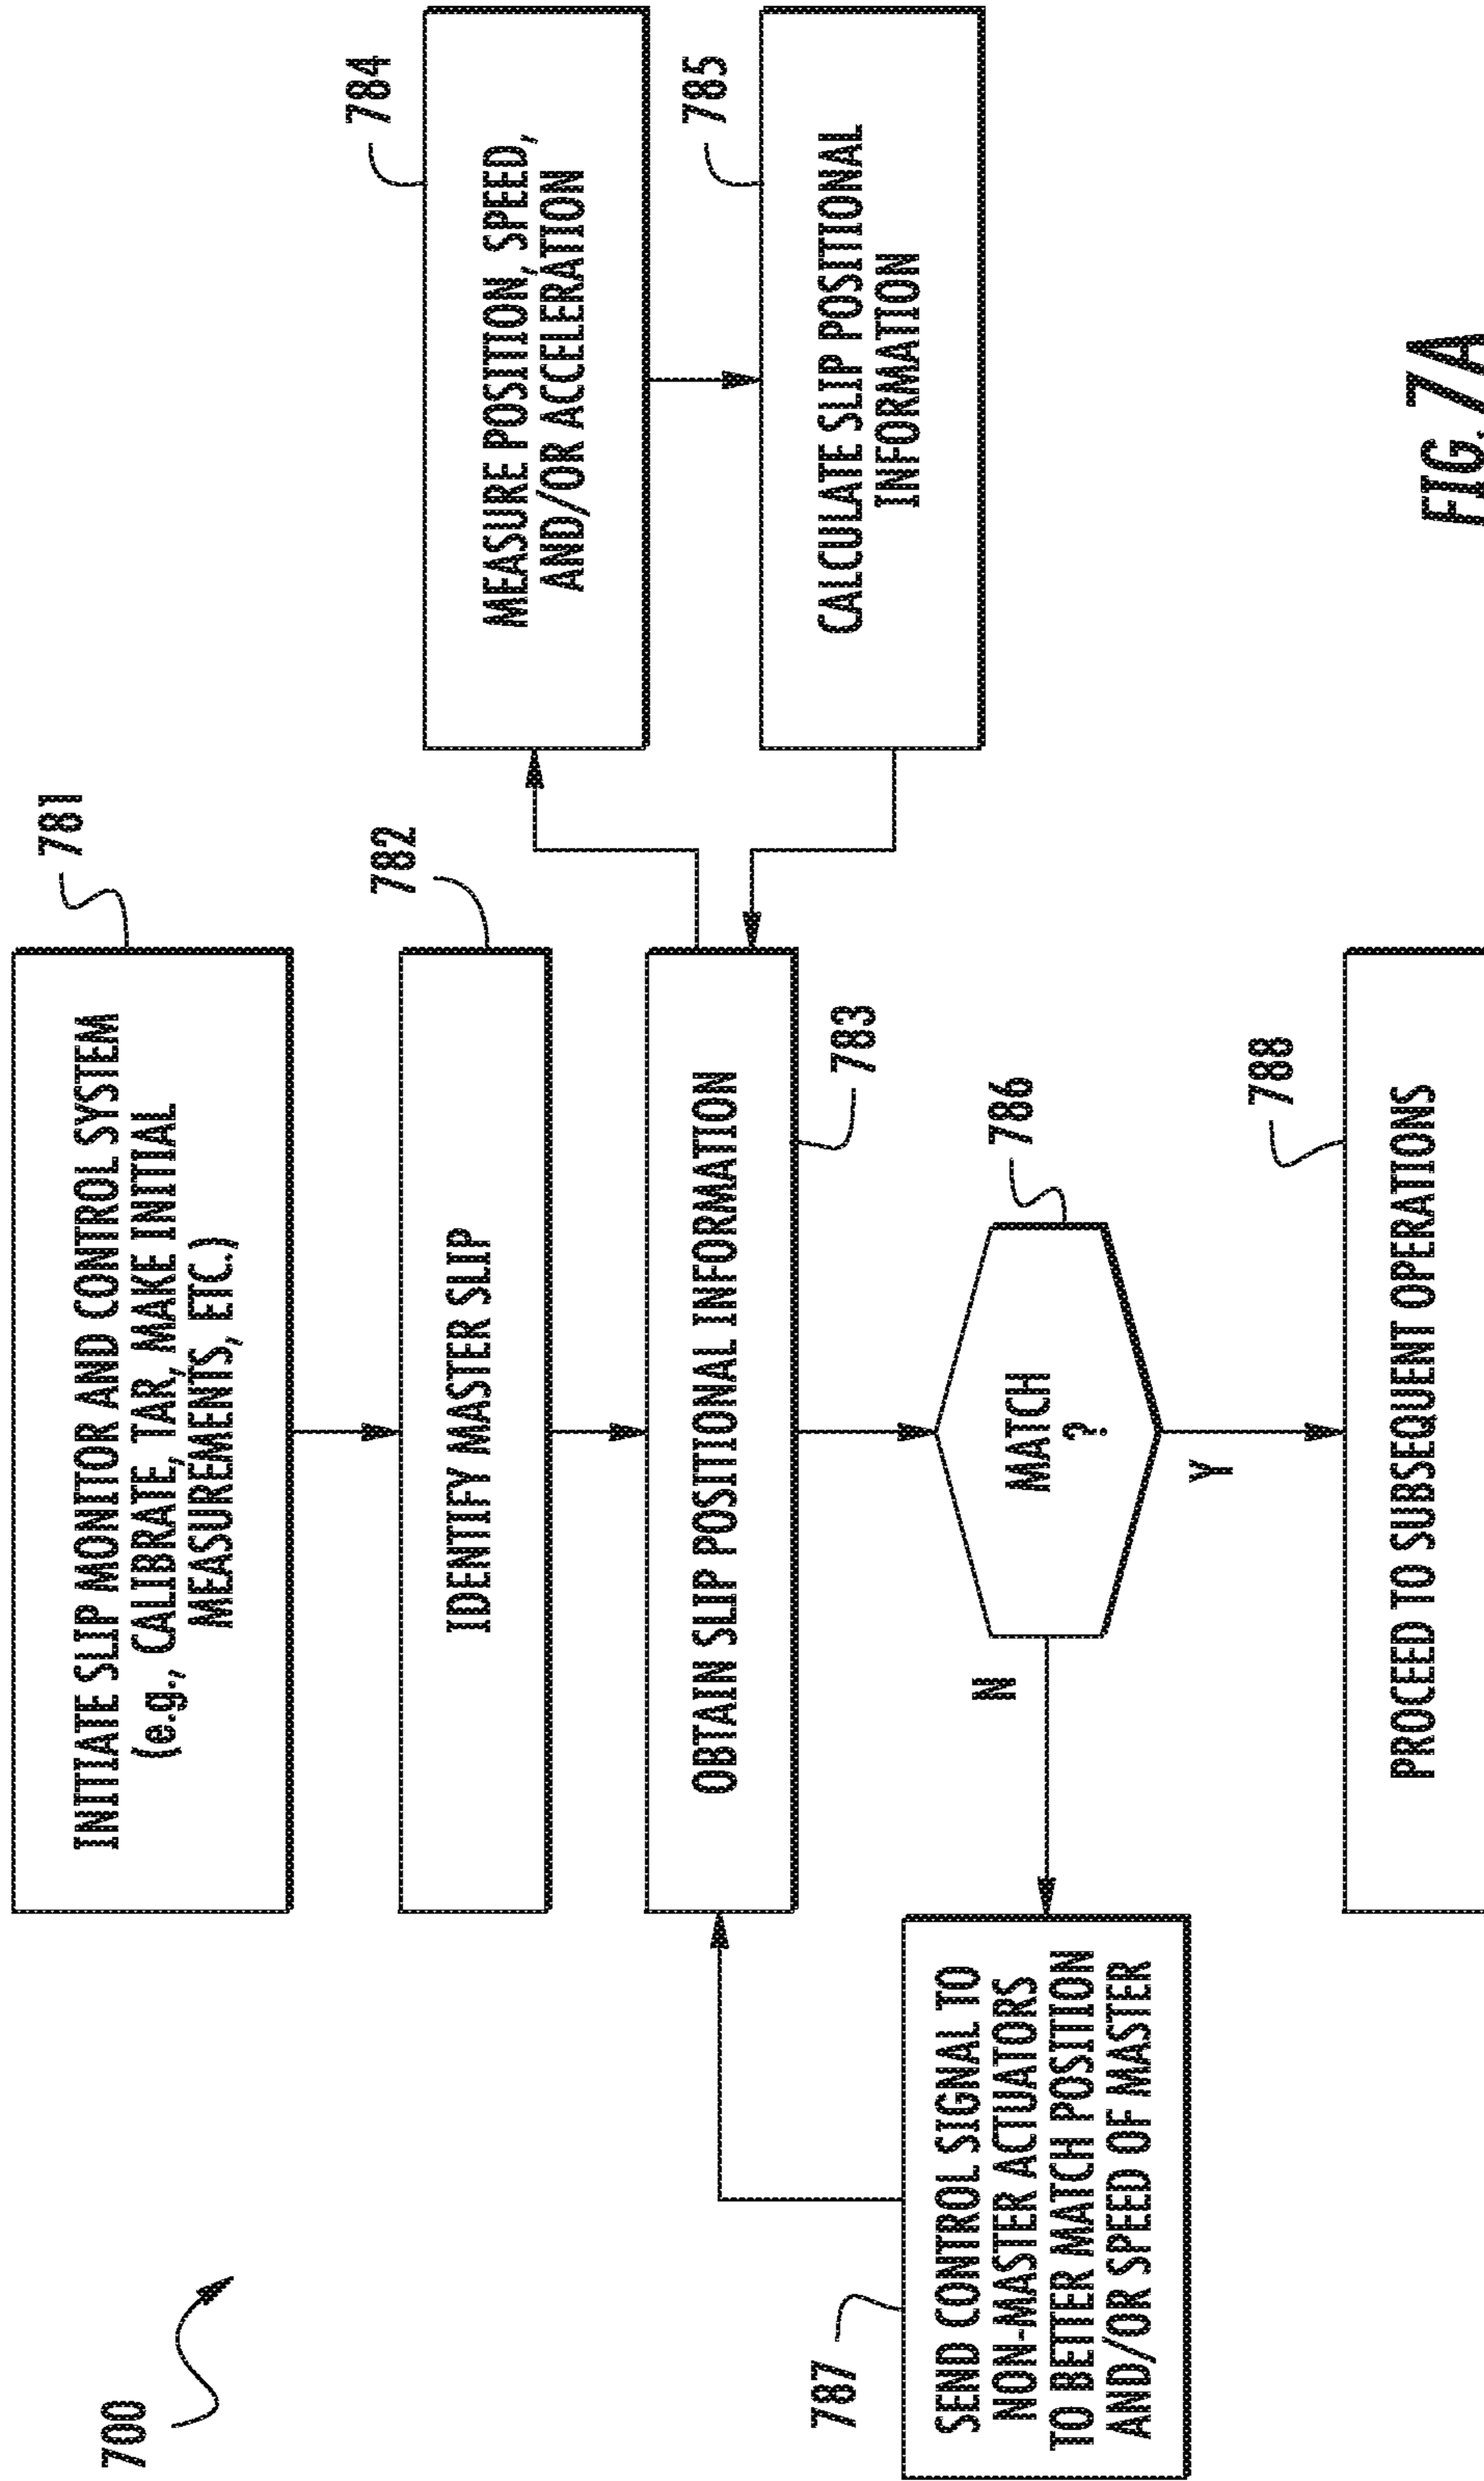 700
INITIATE SLIP MONITOR AND CONTROL SYSTEM
(e.g., CALIBRATE, TAR, MAKE INITIAL
MEASUREMENTS, ETC.)
781
IDENTIFY MASTER SLIP
782
OBTAIN SLIP POSITIONAL INFORMATION
783
MEASURE POSITION, SPEED,
AND/OR ACCELERATION
784
CALCULATE SLIP POSITIONAL
INFORMATION
785
MATCH
?
786
N
Y
787
SEND CONTROL SIGNAL TO
NON-MASTER ACTUATORS
TO BETTER MATCH POSITION
AND/OR SPEED OF MASTER
PROCEED TO SUBSEQUENT OPERATIONS
788
FIG. 7A